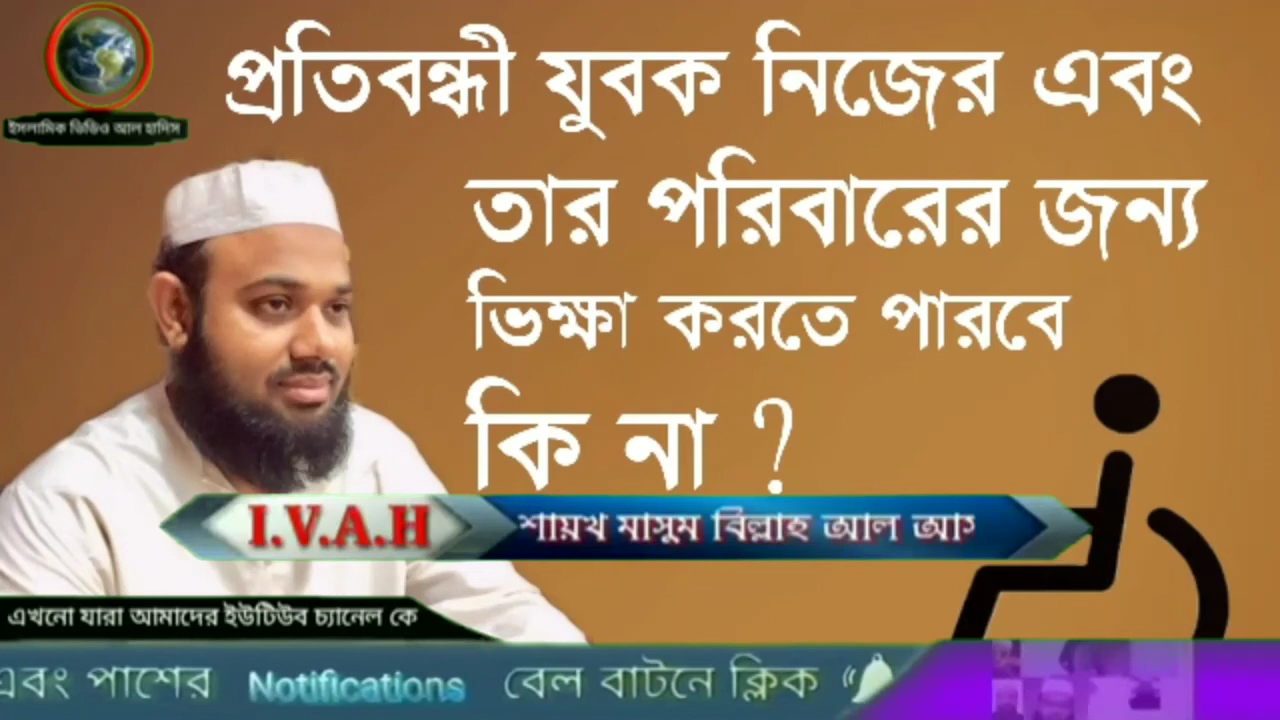 ইসলামিক ভিডিও আল হাদিস
প্রতিবন্ধী যুবক নিজের এবং
তার পরিবারের জন্য
ভিক্ষা করতে পারবে
কি না ?
I.V.A.H
শায়খ মাসুম বিল্লাহ আল
এখনো যারা আমাদের ইউটিউব চ্যানেল কে
এবং পাশের Notifications বেল বাটনে ক্লিক